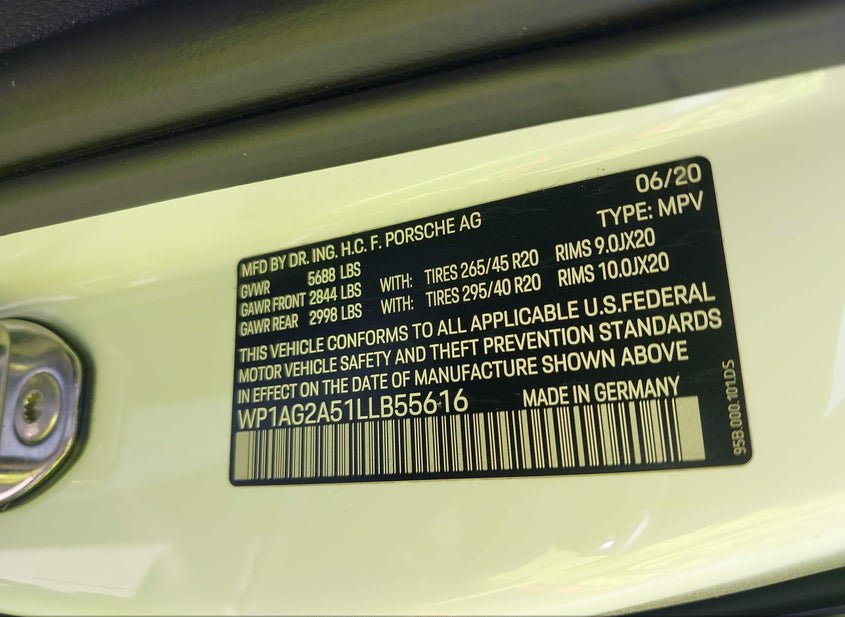 06/20
MFD BY DR. ING. H.C. F. PORSCHE AG TYPE: MPV
GVWR 5688 LBS
GAWR FRONT 2844 LBS WITH: TIRES 265/45 R20 RIMS 9.0JX20
GAWR REAR 2998 LBS WITH: TIRES 295/40 R20 RIMS 10.0JX20
THIS VEHICLE CONFORMS TO ALL APPLICABLE U.S.FEDERAL
MOTOR VEHICLE SAFETY AND THEFT PREVENTION STANDARDS
IN EFFECT ON THE DATE OF MANUFACTURE SHOWN ABOVE
WP1AG2A51LLB55616 MADE IN GERMANY
95B.000.101.DS